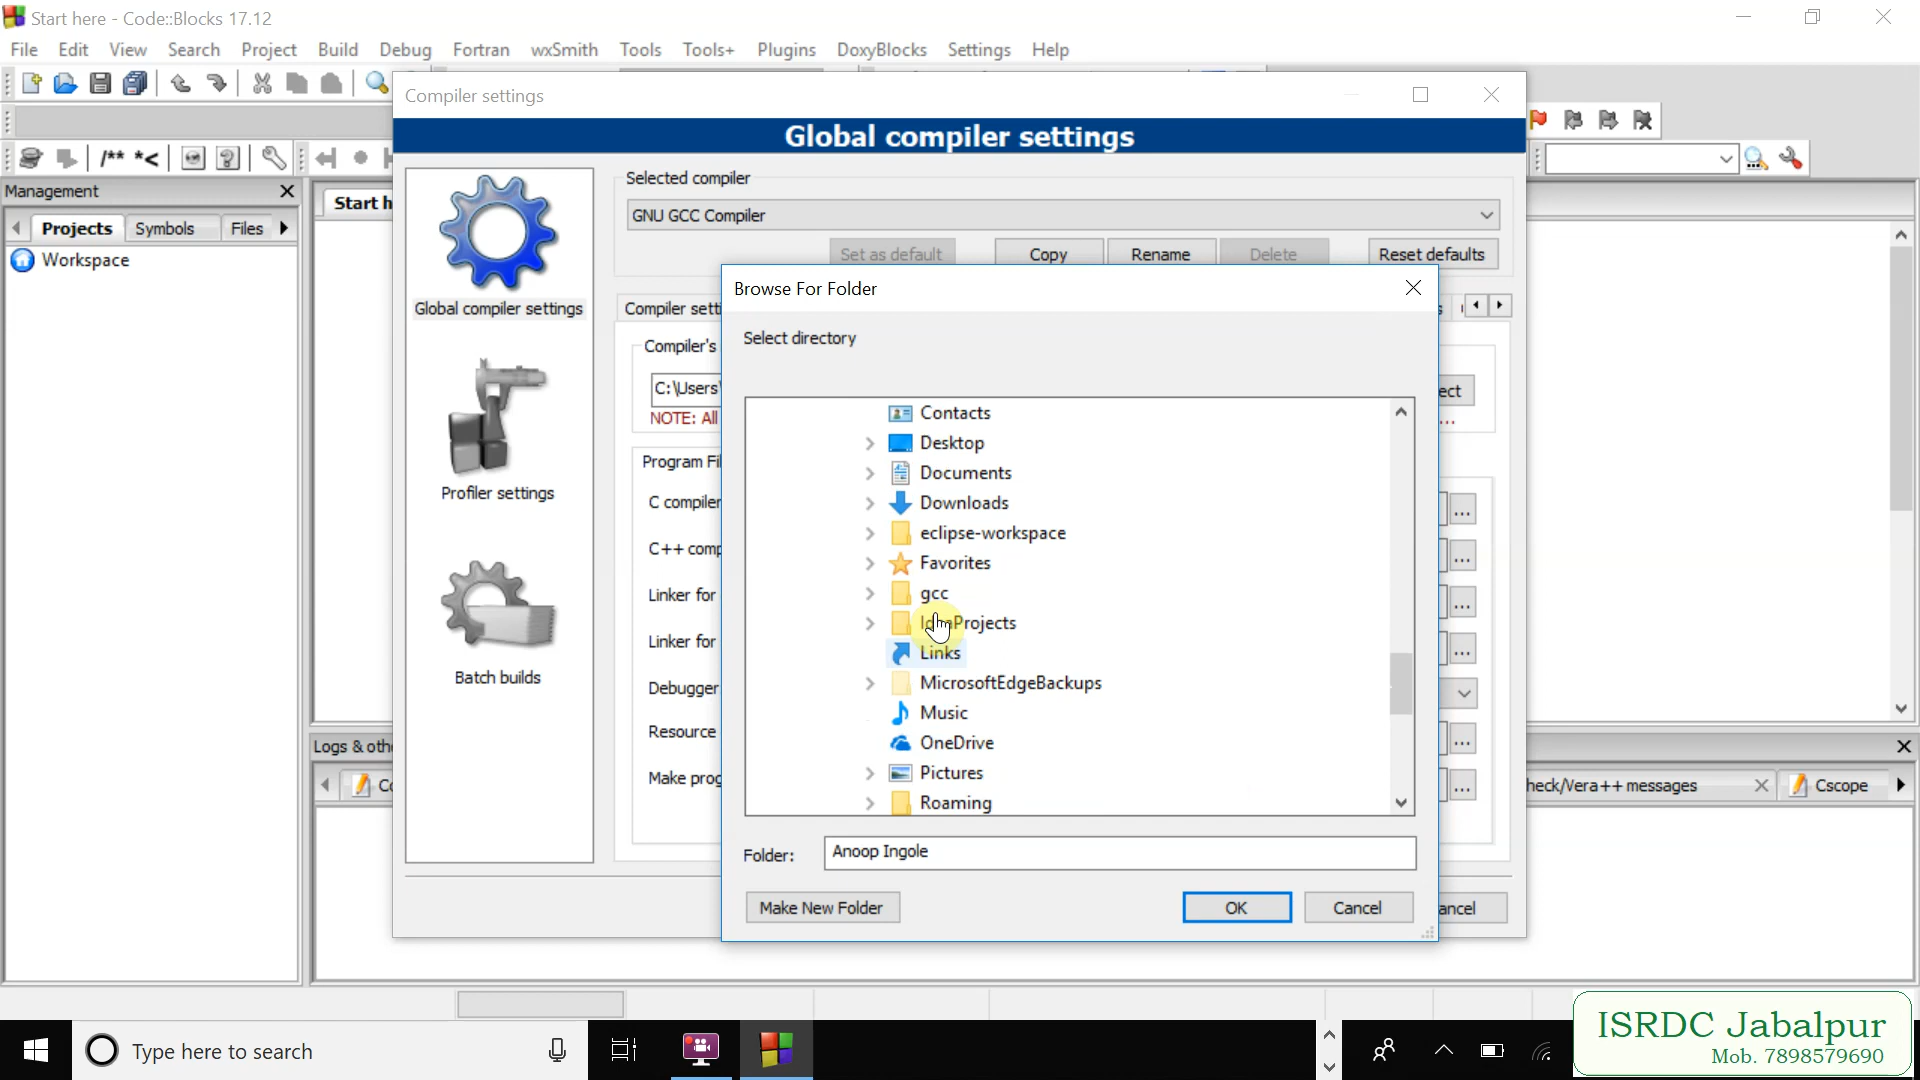 Start here - Code::Blocks 17.12
File Edit View Search Project Build Debug Fortran wxSmith Tools Tools+ Plugins DoxyBlocks Settings Help
Compiler settings
Global compiler settings
/** *<
Management
Projects Symbols Files
Workspace
Start h
Global compiler settings
Profiler settings
Batch builds
Selected compiler
GNU GCC Compiler
Set as default Copy Rename Delete Reset defaults
Compiler setti
Compiler's
C:\Users\
ect
NOTE: All
...
Program Fil
C compiler
...
C++ comp
...
Linker for
...
Linker for
...
Debugger
Resource
...
Make prog
...
ancel
Browse For Folder
Select directory
Contacts
Desktop
Documents
Downloads
eclipse-workspace
Favorites
gcc
IdeaProjects
Links
MicrosoftEdgeBackups
Music
OneDrive
Pictures
Roaming
Folder: Anoop Ingole
Make New Folder OK Cancel
Logs & oth
Co
heck/Vera++ messages Cscope
Type here to search
ISRDC Jabalpur
Mob. 7898579690